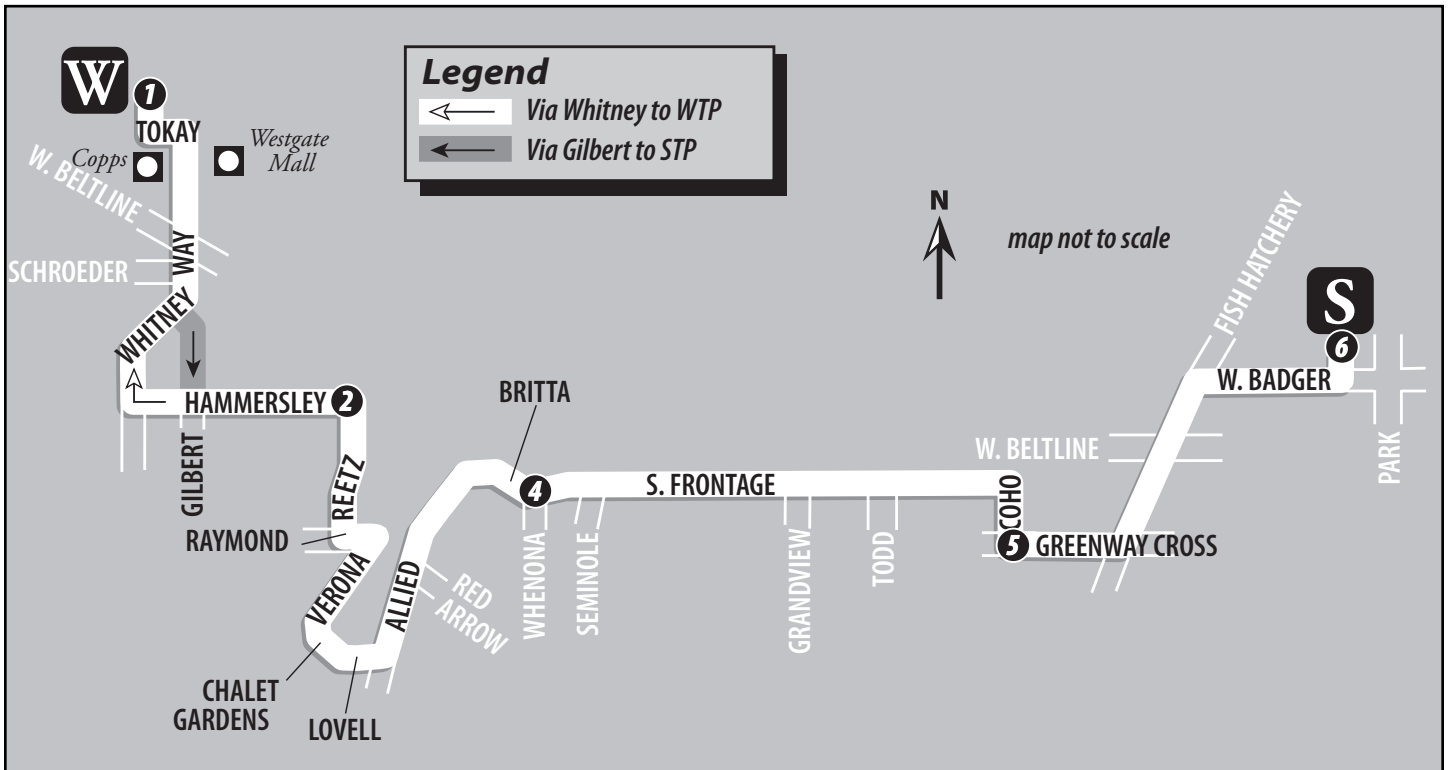 W
1
TOKAY
Copps
Westgate
Mall
W. BELTLINE
SCHROEDER
WAY
WHITNEY
HAMMERSLEY
2
GILBERT
REETZ
RAYMOND
VERONA
CHALET
GARDENS
LOVELL
ALLIED
RED
ARROW
BRITTA
4
WHENONA
SEMINOLE
S. FRONTAGE
GRANDVIEW
TODD
COHO
5
GREENWAY CROSS
W. BELTLINE
FISH HATCHERY
W. BADGER
S
6
PARK
Legend
Via Whitney to WTP
Via Gilbert to STP
N
map not to scale